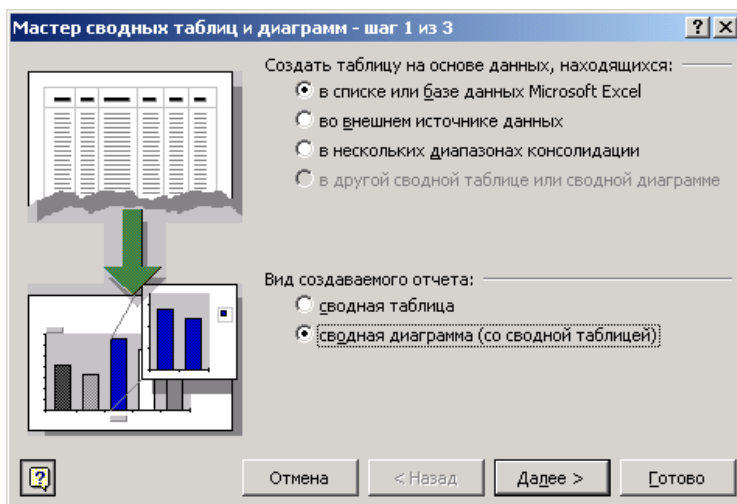 Мастер сводных таблиц и диаграмм - шаг 1 из 3
Создать таблицу на основе данных, находящихся:
в списке или базе данных Microsoft Excel
во внешнем источнике данных
в нескольких диапазонах консолидации
в другой сводной таблице или сводной диаграмме
Вид создаваемого отчета:
сводная таблица
сводная диаграмма (со сводной таблицей)
Отмена
< Назад
Далее >
Готово